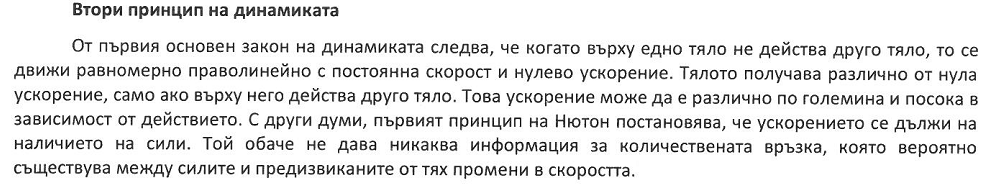 Втори принцип на динамиката
От първия основен закон на динамиката следва, че когато върху едно тяло не действа друго тяло, то се
движи равномерно праволинейно с постоянна скорост и нулево ускорение. Тялото получава различно от нула
ускорение, само ако върху него действа друго тяло. Това ускорение може да е различно по големина и посока в
зависимост от действието. С други думи, първият принцип на Нютон постановява, че ускорението се дължи на
наличието на сили. Той обаче не дава никаква информация за количествената връзка, която вероятно
съществува между силите и предизвиканите от тях промени в скоростта.